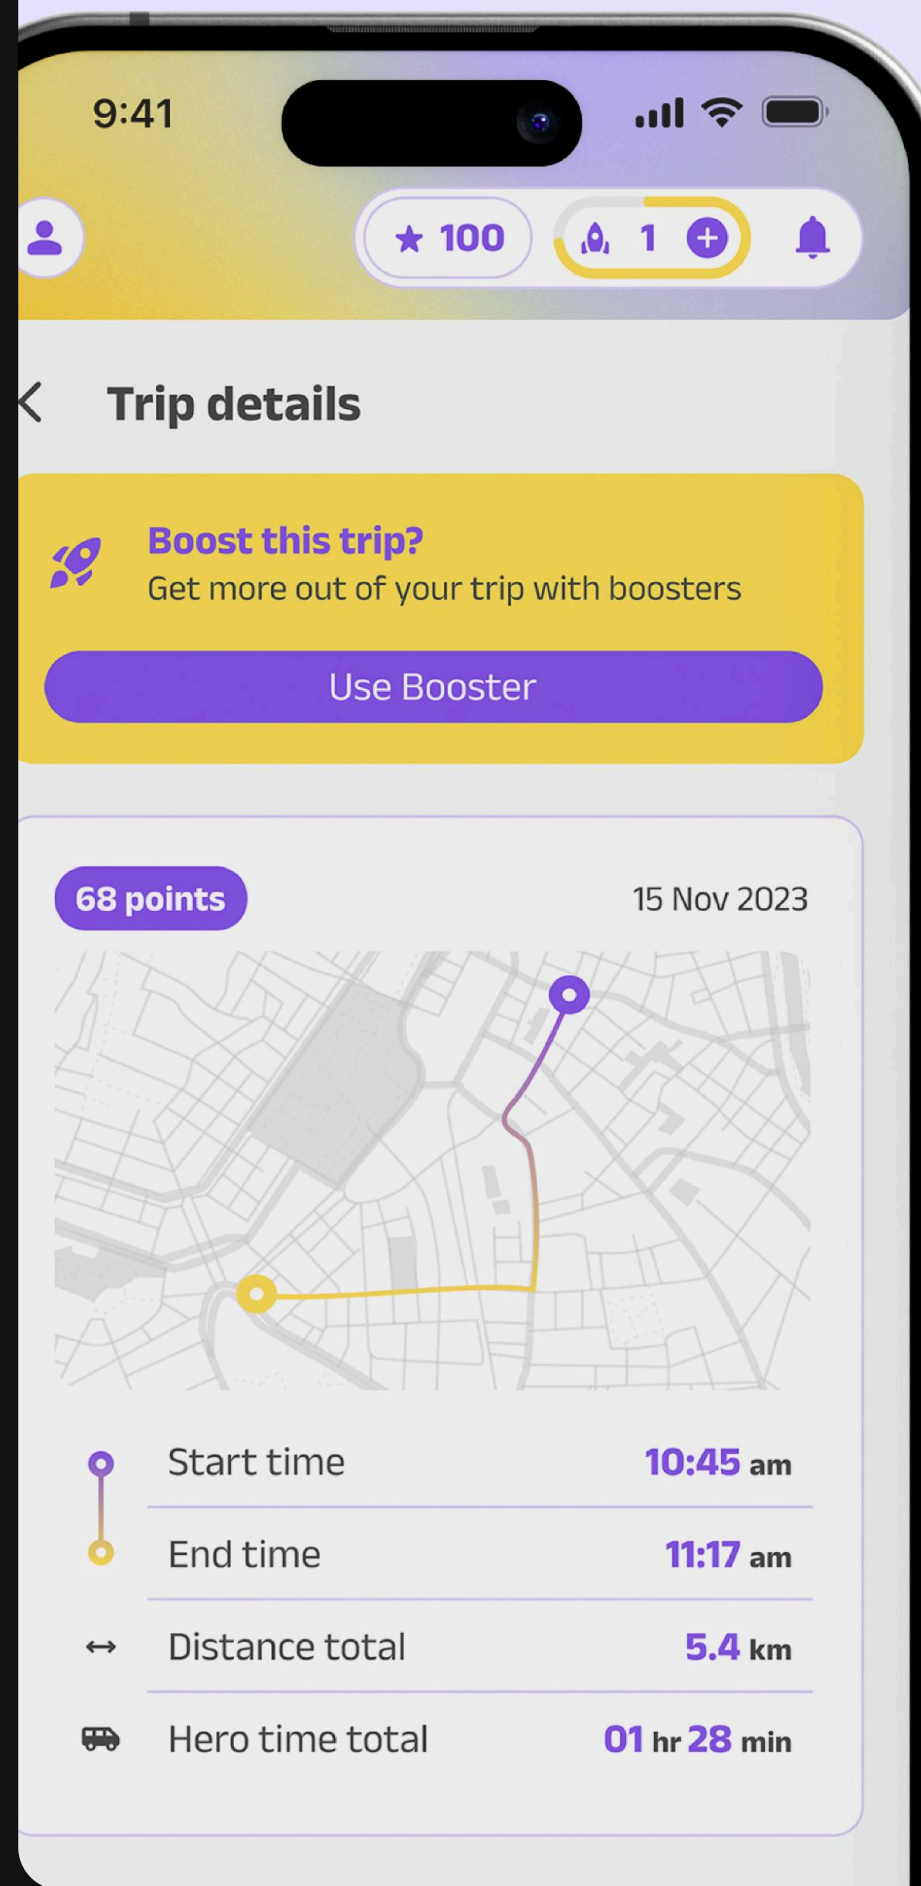 9:41
100 1
Trip details
Boost this trip?
Get more out of your trip with boosters
Use Booster
68 points 15 Nov 2023
Start time 10:45 am
End time 11:17 am
Distance total 5.4 km
Hero time total 01 hr 28 min